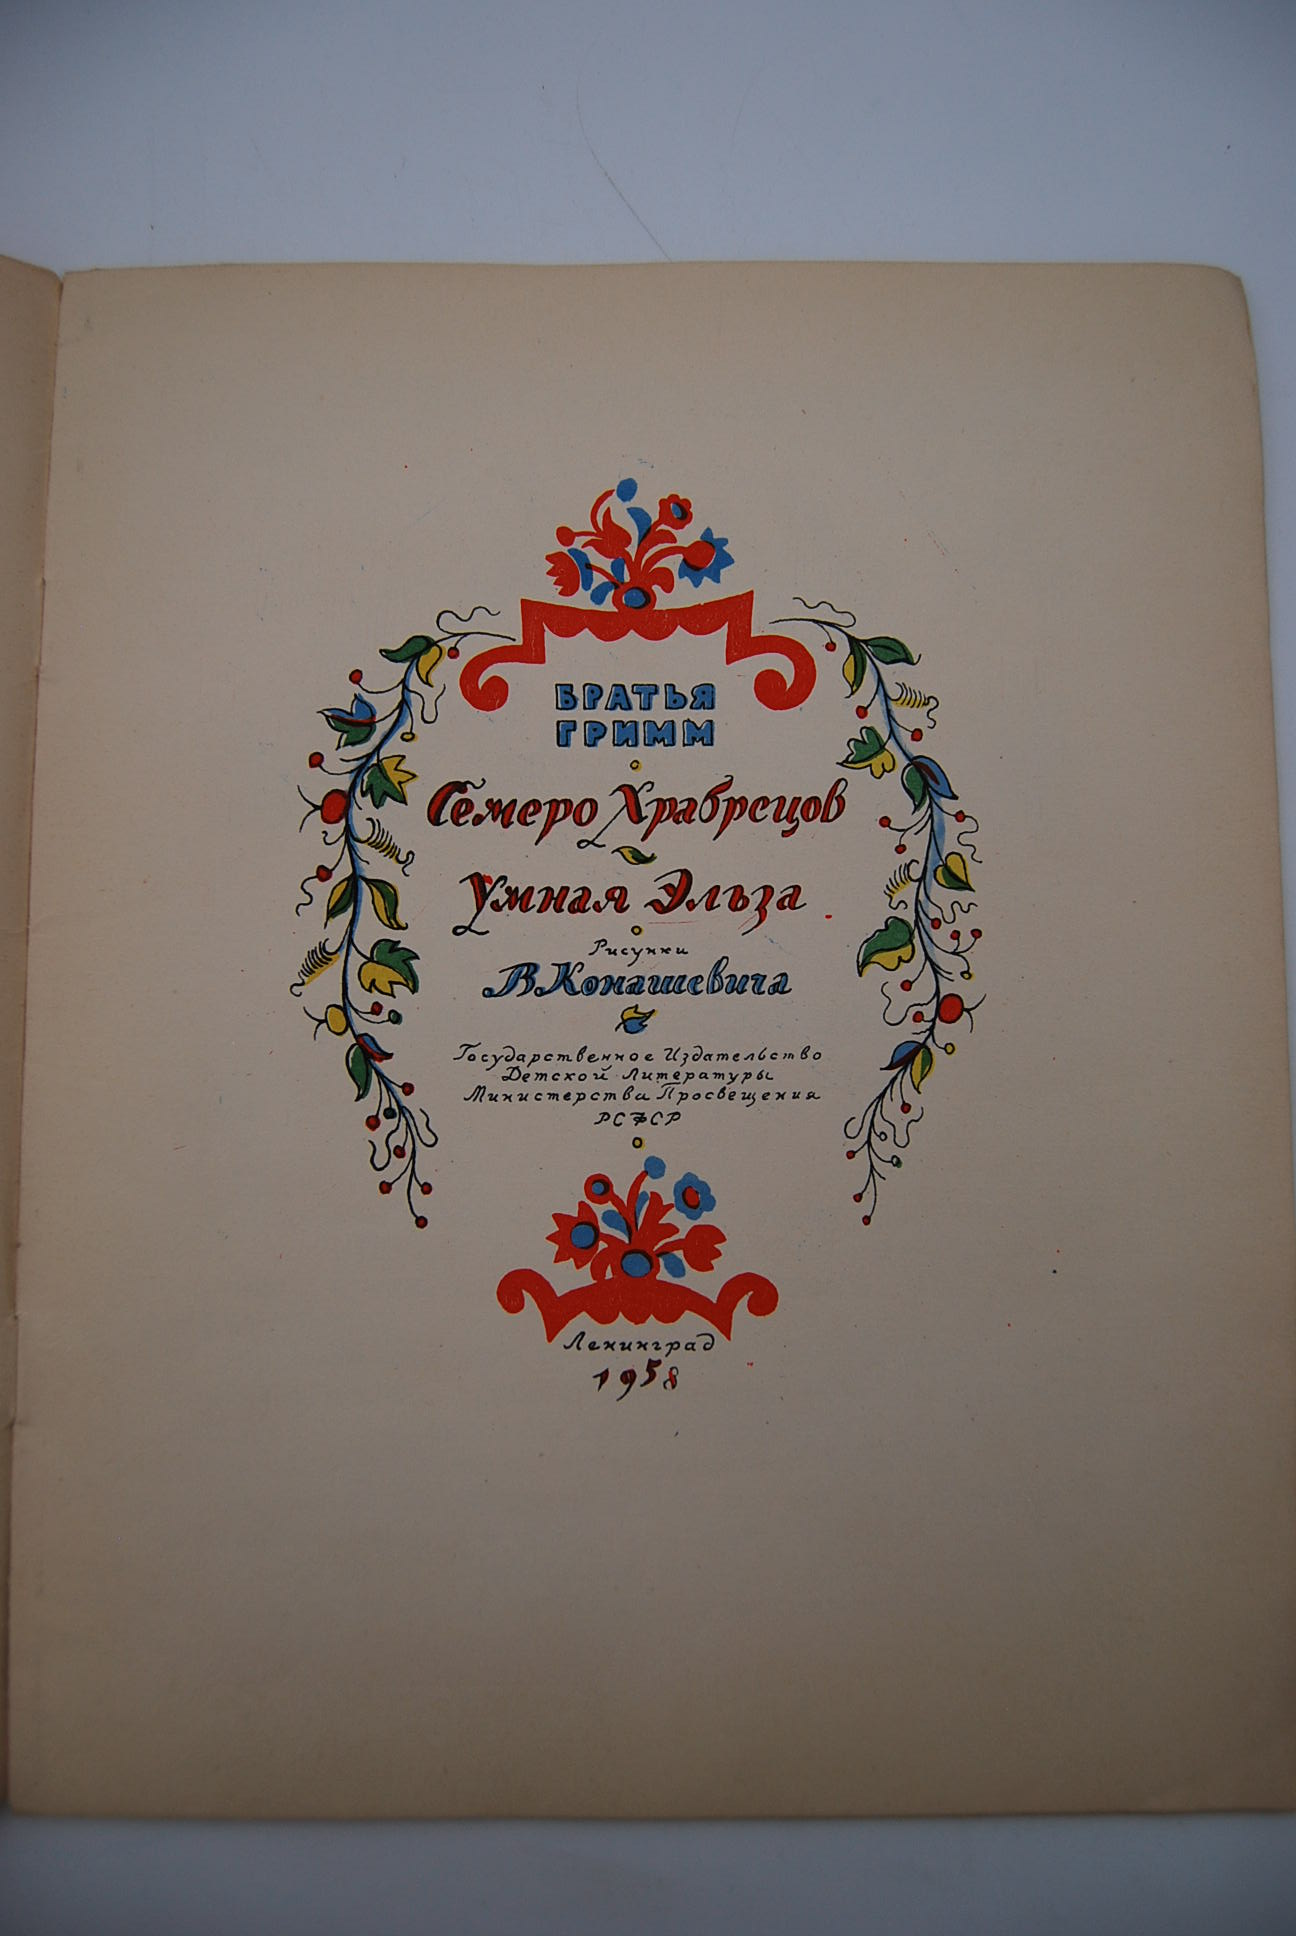 БРАТЬЯ
ГРИММ
Семеро Храбрецов
Умная Эльза
Рисунки
В. Конашевича
Государственное Издательство
Детской Литературы
Министерства Просвещения
РСФСР
Ленинград
1958